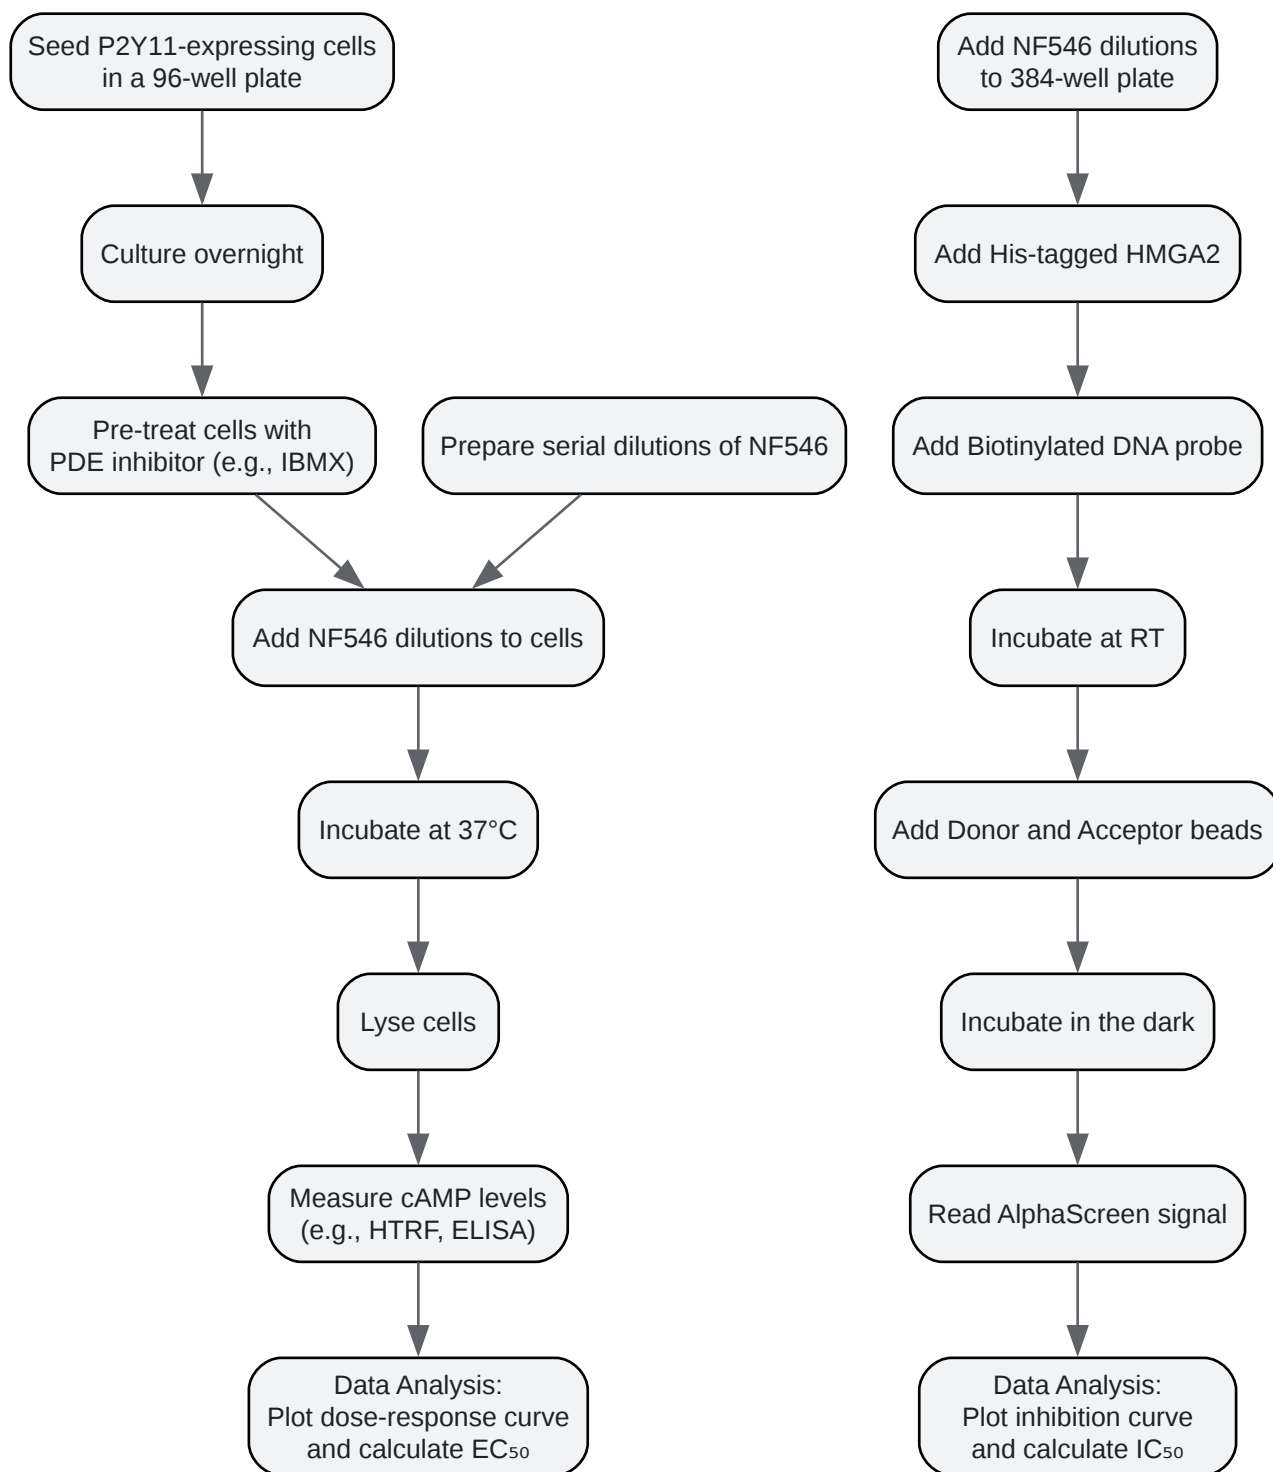 Seed P2Y11-expressing cells
in a 96-well plate
Culture overnight
Pre-treat cells with
PDE inhibitor (e.g., IBMX)
Prepare serial dilutions of NF546
Add NF546 dilutions to cells
Incubate at 37°C
Lyse cells
Measure cAMP levels
(e.g., HTRF, ELISA)
Data Analysis:
Plot dose-response curve
and calculate EC₅₀
Add NF546 dilutions
to 384-well plate
Add His-tagged HMGA2
Add Biotinylated DNA probe
Incubate at RT
Add Donor and Acceptor beads
Incubate in the dark
Read AlphaScreen signal
Data Analysis:
Plot inhibition curve
and calculate IC₅₀